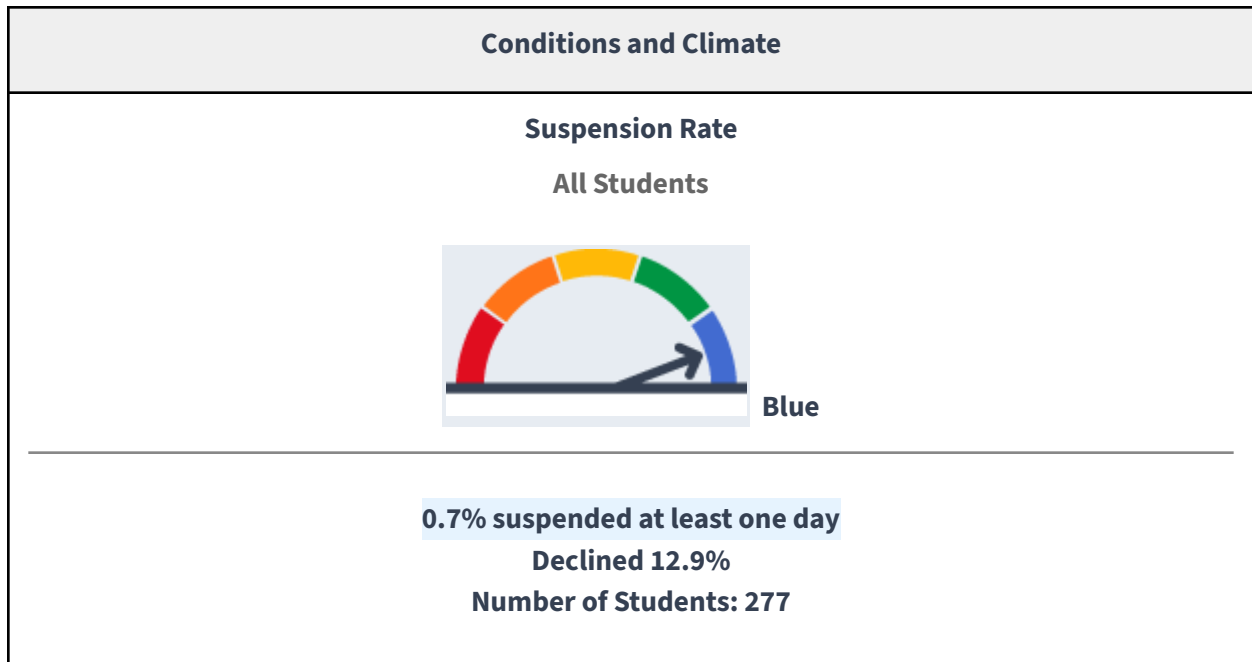 Conditions and Climate
Suspension Rate
All Students
Blue
0.7% suspended at least one day
Declined 12.9%
Number of Students: 277